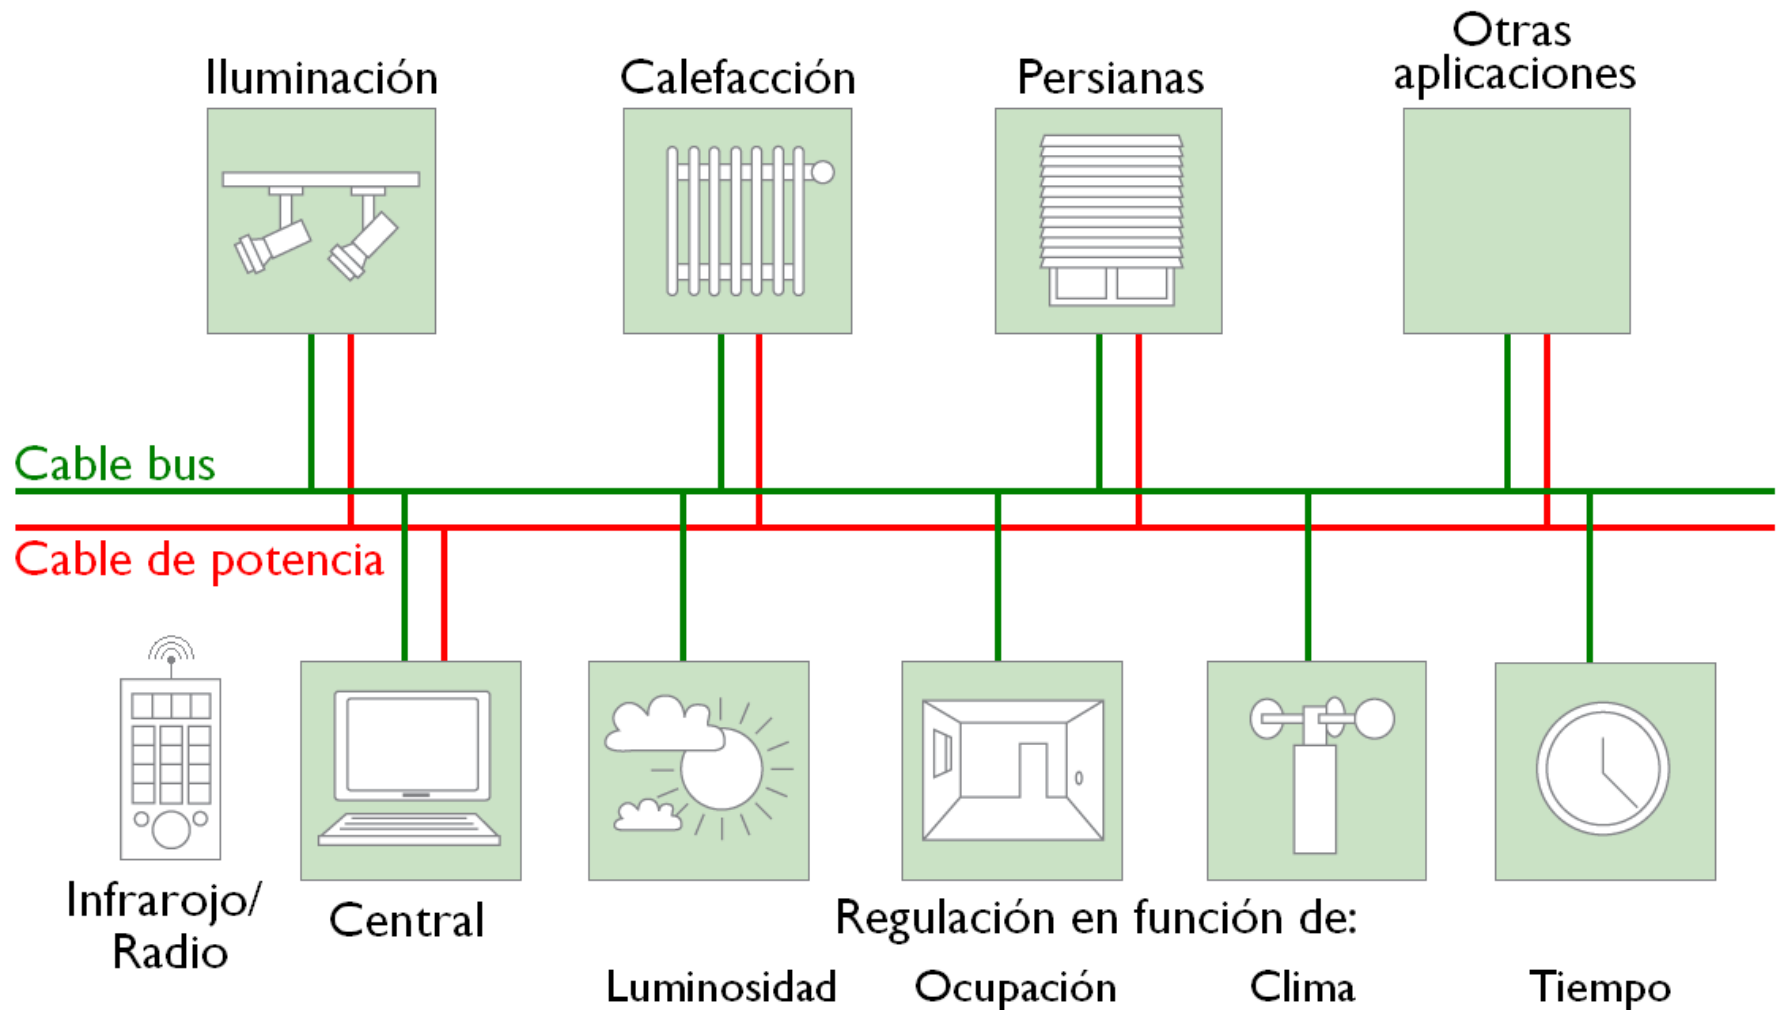 Iluminación
Calefacción
Persianas
Otras
aplicaciones
Cable bus
Cable de potencia
Infrarojo/
Radio
Central
Regulación en función de:
Luminosidad
Ocupación
Clima
Tiempo